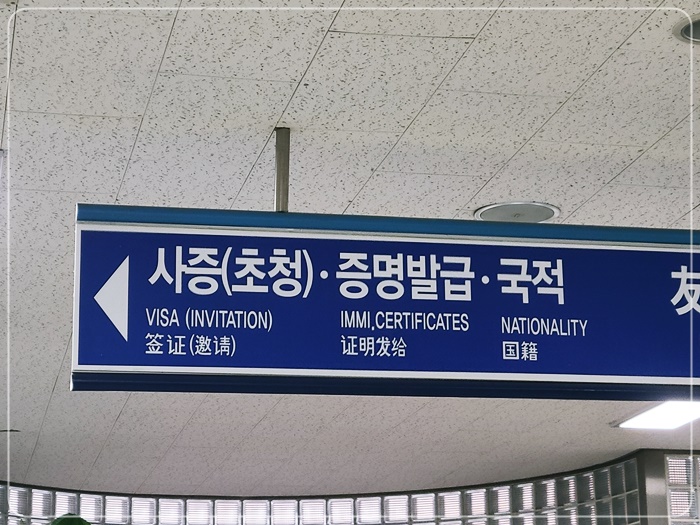 사증(초청)·증명발급·국적
VISA (INVITATION) IMMI.CERTIFICATES NATIONALITY
签证(邀请) 证明发给 国籍